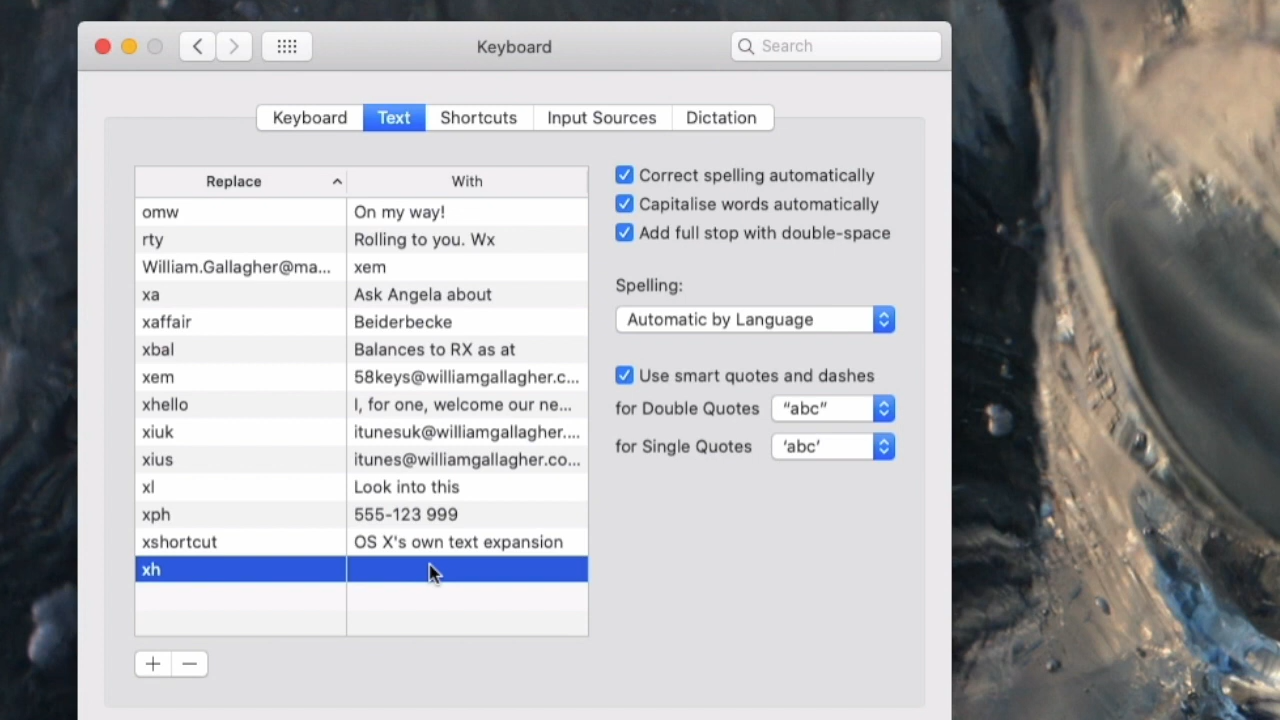 Keyboard
Search
Keyboard Text Shortcuts Input Sources Dictation
Replace With
omw On my way!
rty Rolling to you. Wx
William.Gallagher@ma... xem
xa Ask Angela about
xaffair Beiderbecke
xbal Balances to RX as at
xem 58keys@williamgallagher.c...
xhello I, for one, welcome our ne...
xiuk itunesuk@williamgallagher....
xius itunes@williamgallagher.co...
xl Look into this
xph 555-123 999
xshortcut OS X's own text expansion
xh
Correct spelling automatically
Capitalise words automatically
Add full stop with double-space
Spelling:
Automatic by Language
Use smart quotes and dashes
for Double Quotes “abc”
for Single Quotes ‘abc’